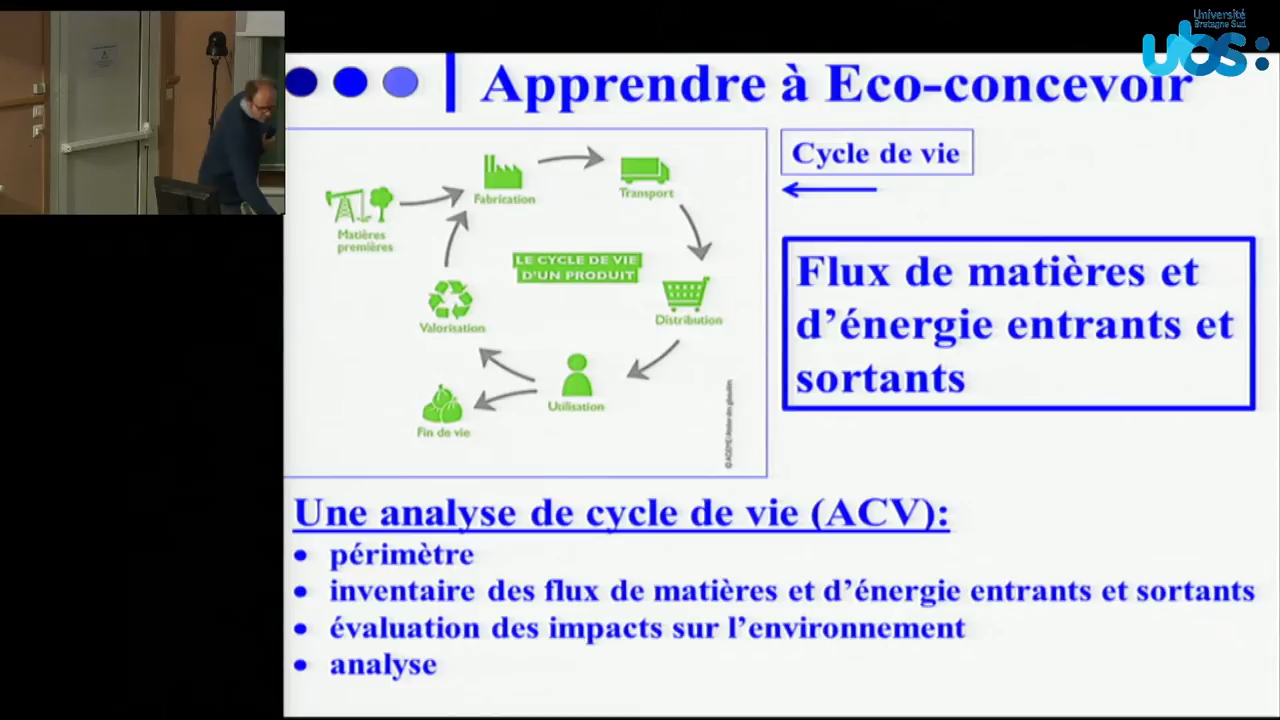 Université
Bretagne Sud
ubs:
Apprendre à Eco-concevoir
Cycle de vie
Fabrication
Transport
Matières
premières
LE CYCLE DE VIE
D'UN PRODUIT
Valorisation
Distribution
Utilisation
Fin de vie
Flux de matières et
d'énergie entrants et
sortants
Une analyse de cycle de vie (ACV):
• périmètre
• inventaire des flux de matières et d'énergie entrants et sortants
• évaluation des impacts sur l'environnement
• analyse